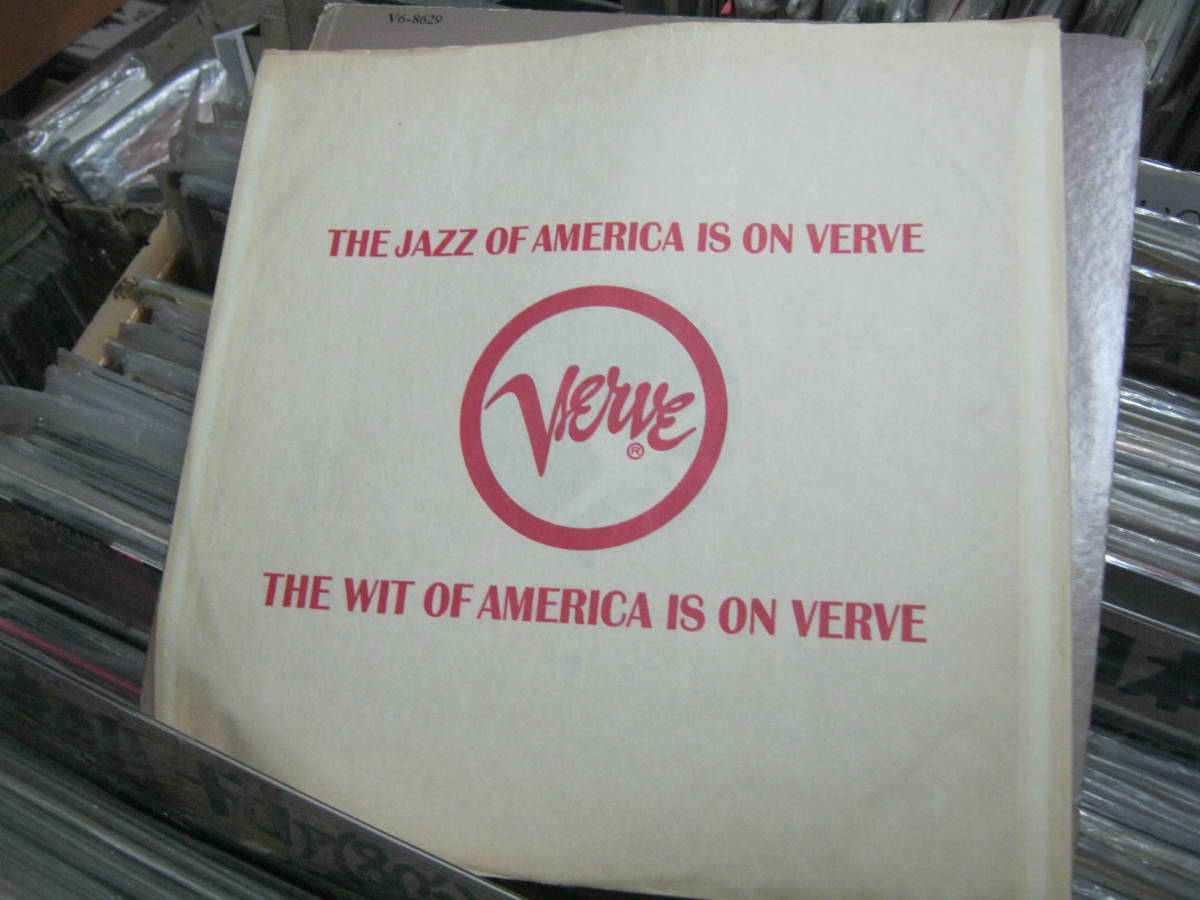 V6-8629
THE JAZZ OF AMERICA IS ON VERVE
Verve
®
THE WIT OF AMERICA IS ON VERVE